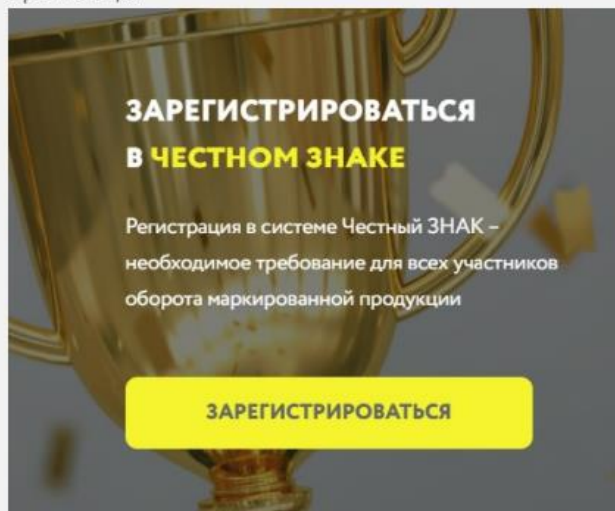 ЗАРЕГИСТРИРОВАТЬСЯ
В ЧЕСТНОМ ЗНАКЕ
Регистрация в системе Честный ЗНАК –
необходимое требование для всех участников
оборота маркированной продукции
ЗАРЕГИСТРИРОВАТЬСЯ